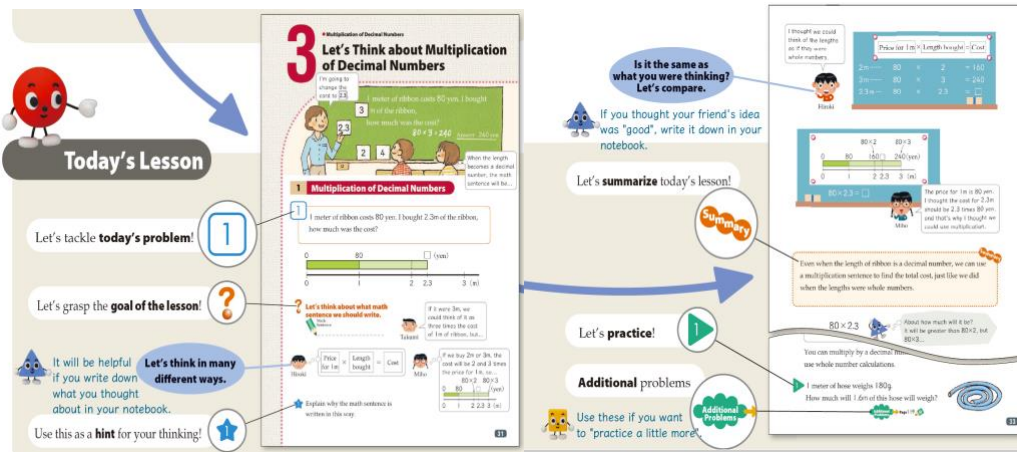 Today's Lesson
Let's tackle today's problem!
1
Let's grasp the goal of the lesson!
?
It will be helpful
if you write down
what you thought
about in your notebook.
Let's think in many
different ways.
Use this as a hint for your thinking!
1
3
Multiplication of Decimal Numbers
Let's Think about Multiplication
of Decimal Numbers
I'm going to
change the
cost to 2.3.
1 meter of ribbon costs 80 yen. I bought
3 m of the ribbon,
how much was the cost?
80 × 3 = 240
2.3
2 4
When the length
becomes a decimal
number, the math
sentence will be...
1 Multiplication of Decimal Numbers
1
1 meter of ribbon costs 80 yen. I bought 2.3m of the ribbon,
how much was the cost?
0 80 □ (yen)
0 1 2 2.3 3 (m)
? Let's think about what math
sentence we should write.
Math
Sentence
If it were 3m, we
could think of it as
three times the cost
of 1m of ribbon, but...
Takumi
Hiroki
Price for 1m × Length bought = Cost
Miho
If we buy 2m or 3m, the
cost will be 2 and 3 times
the price for 1m, so...
80×2 80×3
0 80 □ (yen)
0 1 2 2.3 3 (m)
1 Explain why the math sentence is
written in this way.
31
Is it the same as
what you were thinking?
Let's compare.
If you thought your friend's idea
was "good", write it down in your
notebook.
Let's summarize today's lesson!
Summary
Let's practice!
1
Additional problems
Additional
Problems
Use these if you want
to "practice a little more".
I thought we could
think of the lengths
as if they were
whole numbers.
Hiroki
Price for 1m × Length bought = Cost
2m 80 × 2 = 160
3m 80 × 3 = 240
2.3m 80 × 2.3 = □
80×2 80×3
0 80 160 □ 240 (yen)
0 1 2 2.3 3 (m)
80 × 2.3 = □
The price for 1m is 80 yen.
I thought the cost for 2.3m
should be 2.3 times 80 yen,
and that's why I thought we
could use multiplication.
Miho
Summary
Even when the length of ribbon is a decimal number, we can use
a multiplication sentence to find the total cost, just like we did
when the lengths were whole numbers.
80 × 2.3
About how much will it be?
It will be greater than 80×2, but
80×3...
You can multiply by a decimal
use whole number calculations.
1
1 meter of hose weighs 180g.
How much will 1.6m of this hose weigh?
Additional
Problems
33